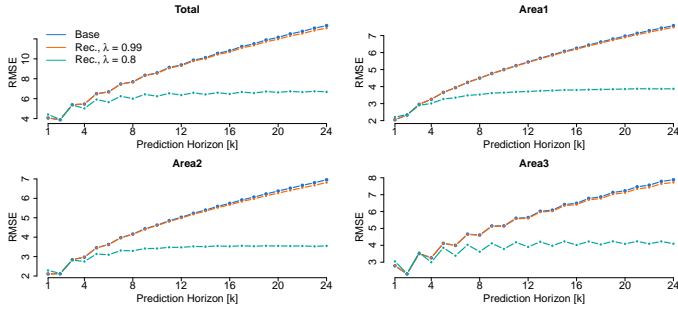 Total
RMSE
10
8
6
4
Base
Rec., λ = 0.99
Rec., λ = 0.8
1 4 8 12 16 20 24
Prediction Horizon [k]
Area1
RMSE
7
6
5
4
3
2
1 4 8 12 16 20 24
Prediction Horizon [k]
Area2
RMSE
7
6
5
4
3
2
1 4 8 12 16 20 24
Prediction Horizon [k]
Area3
RMSE
8
7
6
5
4
3
1 4 8 12 16 20 24
Prediction Horizon [k]